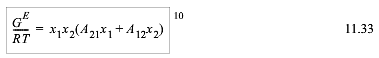 G^E/RT = x₁x₂(A₂₁x₁ + A₁₂x₂) ¹⁰ 11.33